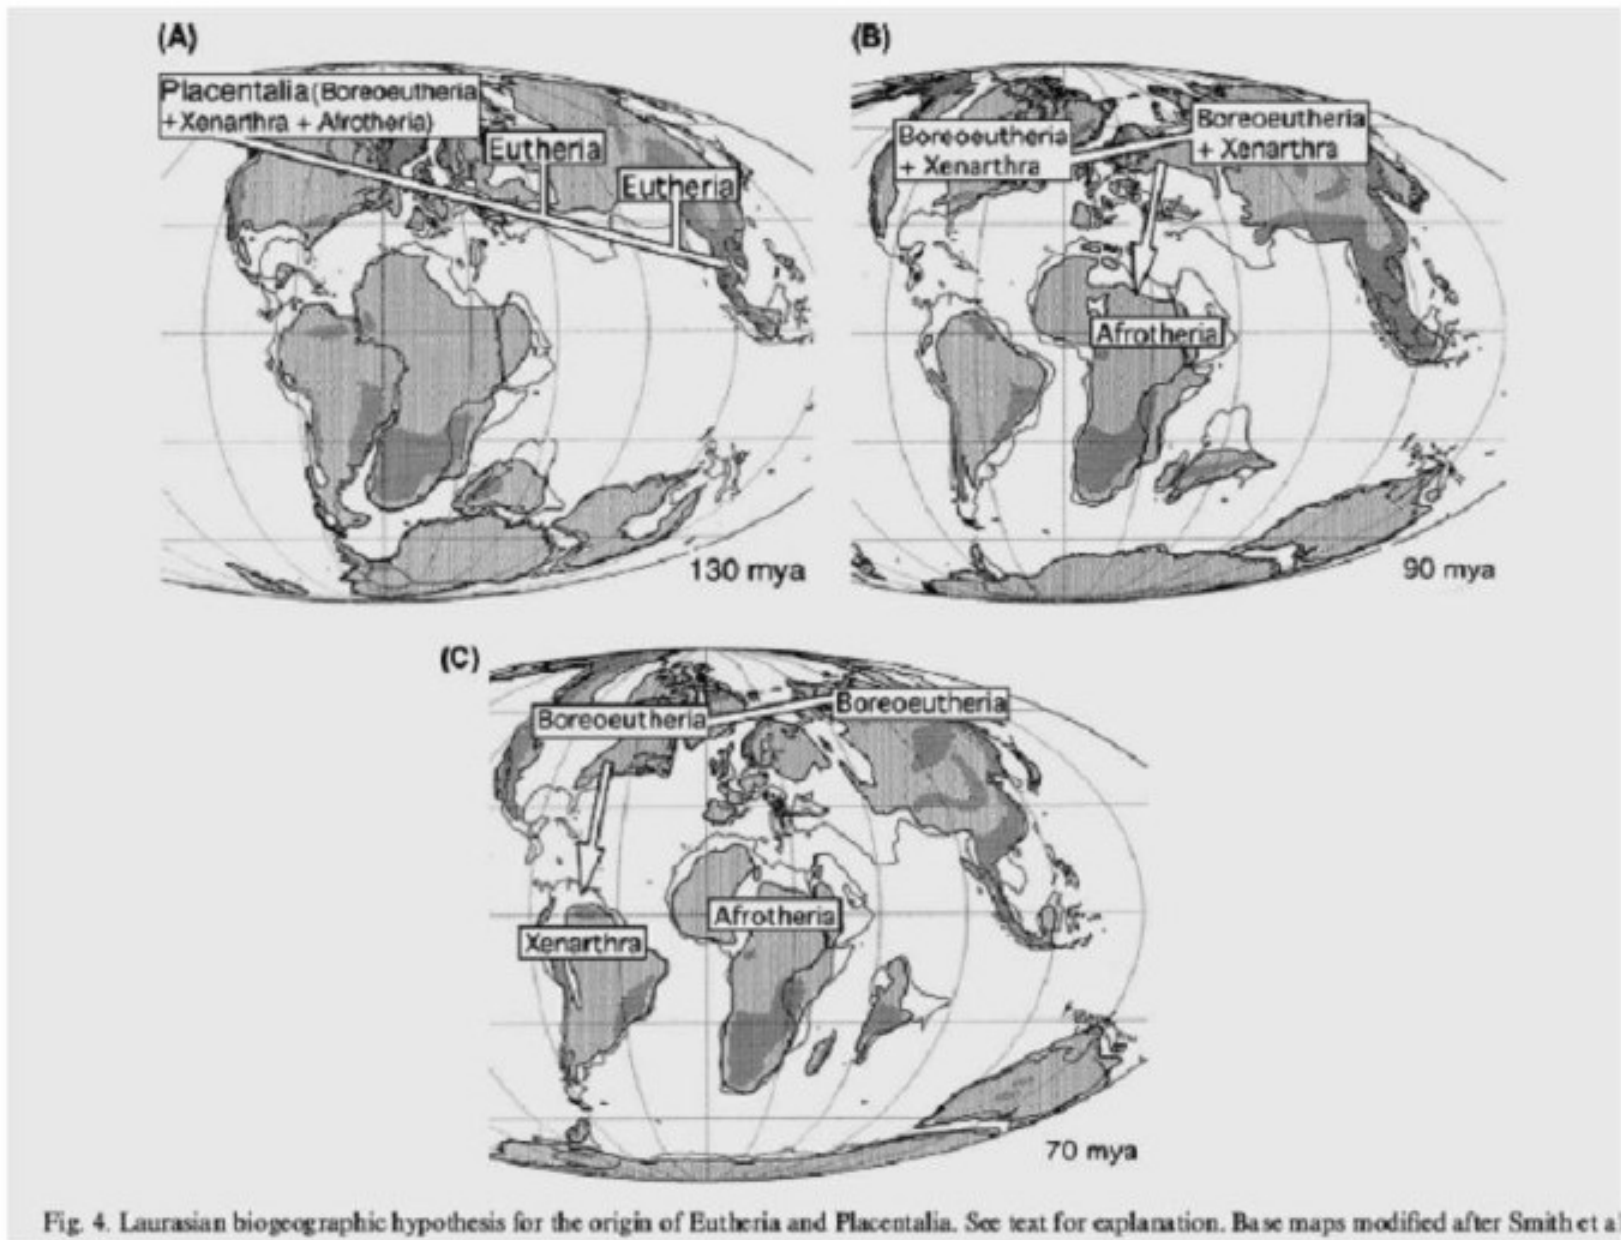 (A)
Placentalia (Boreoeutheria
+Xenarthra + Afrotheria)
Eutheria
Eutheria
130 mya
(B)
Boreoeutheria
+ Xenarthra
Boreoeutheria
+ Xenarthra
Afrotheria
90 mya
(C)
Boreoeutheria
Boreoeutheria
Xenarthra
Afrotheria
70 mya
Fig. 4. Laurasian biogeographic hypothesis for the origin of Eutheria and Placentalia. See text for explanation. Base maps modified after Smith et al